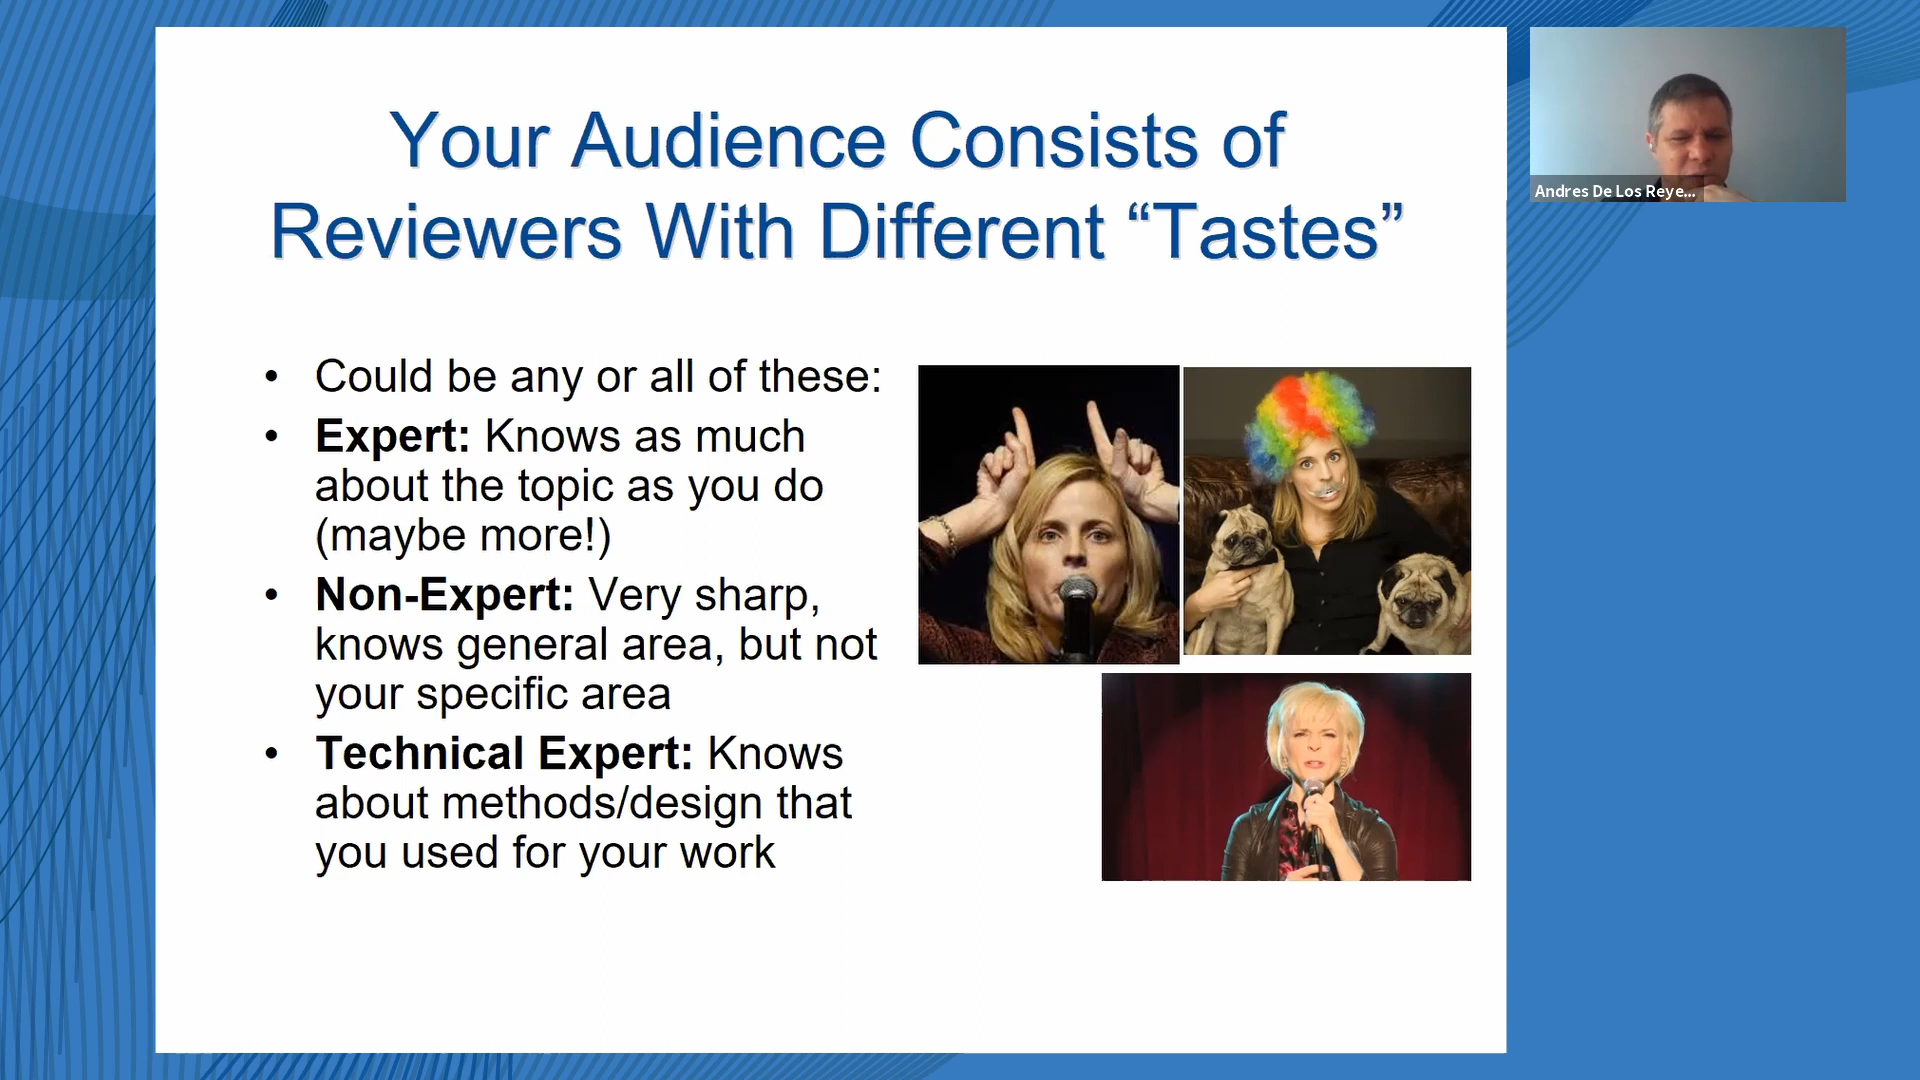 Your Audience Consists of
Reviewers With Different “Tastes”
Andres De Los Reye...
• Could be any or all of these:
• Expert: Knows as much
about the topic as you do
(maybe more!)
• Non-Expert: Very sharp,
knows general area, but not
your specific area
• Technical Expert: Knows
about methods/design that
you used for your work